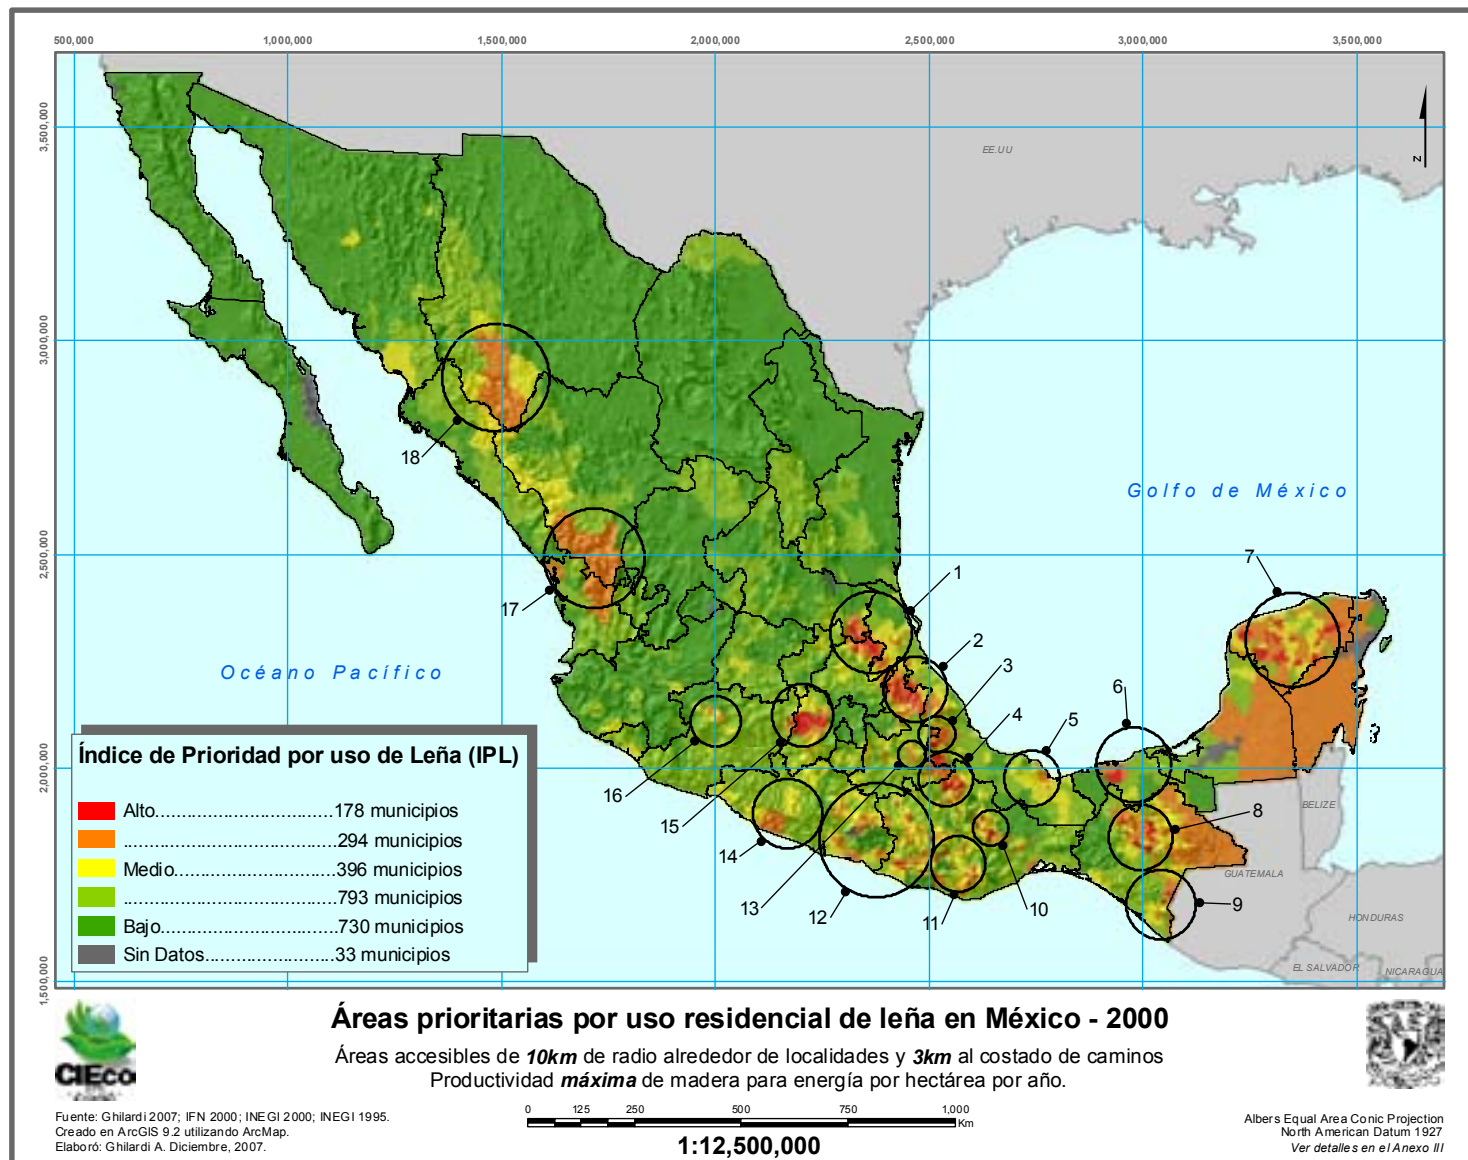 500,000 1,000,000 1,500,000 2,000,000 2,500,000 3,000,000 3,500,000
3,500,000
3,000,000
2,500,000
2,000,000
1,500,000
EE.UU
N
Golfo de México
Océano Pacífico
1
2
3
4
5
6
7
8
9
10
11
12
13
14
15
16
17
18
BELIZE
GUATEMALA
HONDURAS
EL SALVADOR
NICARAGUA
Índice de Prioridad por uso de Leña (IPL)
Alto..................................178 municipios
......................................294 municipios
Medio..............................396 municipios
......................................793 municipios
Bajo.................................730 municipios
Sin Datos........................33 municipios
Áreas prioritarias por uso residencial de leña en México - 2000
Áreas accesibles de 10km de radio alrededor de localidades y 3km al costado de caminos
Productividad máxima de madera para energía por hectárea por año.
CIEco
Fuente: Ghilardi 2007; IFN 2000; INEGI 2000; INEGI 1995.
Creado en ArcGIS 9.2 utilizando ArcMap.
Elaboró: Ghilardi A. Diciembre, 2007.
0 125 250 500 750 1,000
Km
1:12,500,000
Albers Equal Area Conic Projection
North American Datum 1927
Ver detalles en el Anexo III